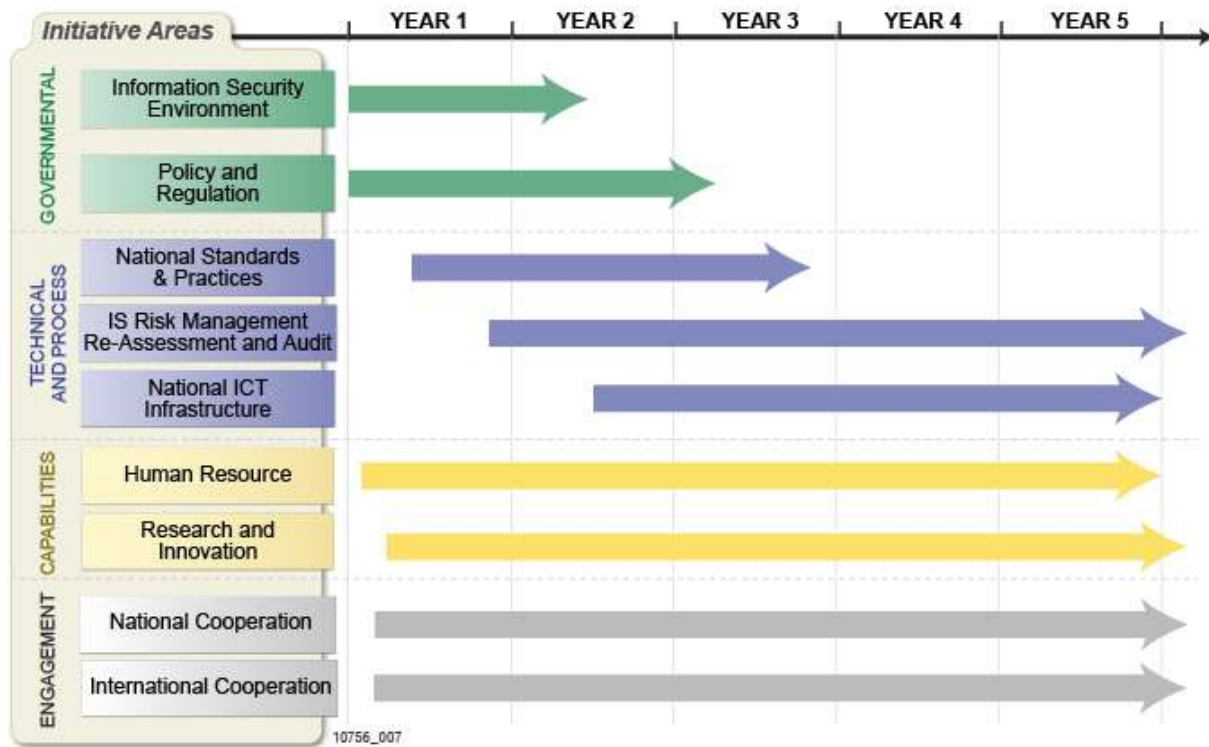 Initiative Areas
YEAR 1 YEAR 2 YEAR 3 YEAR 4 YEAR 5
GOVERNMENTAL
Information Security
Environment
Policy and
Regulation
TECHNICAL
AND PROCESS
National Standards
& Practices
IS Risk Management
Re-Assessment and Audit
National ICT
Infrastructure
CAPABILITIES
Human Resource
Research and
Innovation
ENGAGEMENT
National Cooperation
International Cooperation
10756_007